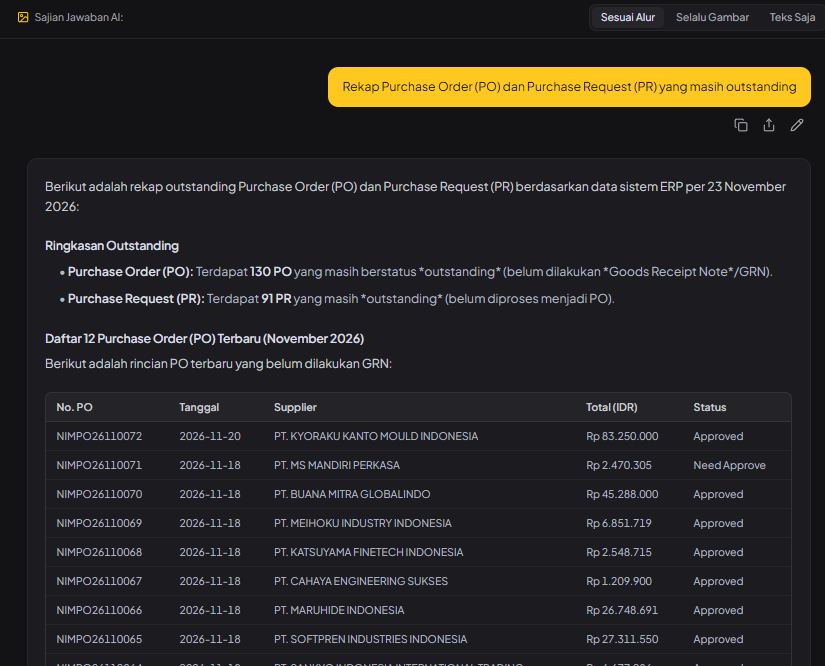 Sajian Jawaban AI:
Sesuai Alur Selalu Gambar Teks Saja
Rekap Purchase Order (PO) dan Purchase Request (PR) yang masih outstanding
Berikut adalah rekap outstanding Purchase Order (PO) dan Purchase Request (PR) berdasarkan data sistem ERP per 23 November
2026:
Ringkasan Outstanding
• Purchase Order (PO): Terdapat 130 PO yang masih berstatus *outstanding* (belum dilakukan *Goods Receipt Note*/GRN).
• Purchase Request (PR): Terdapat 91 PR yang masih *outstanding* (belum diproses menjadi PO).
Daftar 12 Purchase Order (PO) Terbaru (November 2026)
Berikut adalah rincian PO terbaru yang belum dilakukan GRN:
No. PO Tanggal Supplier Total (IDR) Status
NIMPO26110072 2026-11-20 PT. KYORAKU KANTO MOULD INDONESIA Rp 83.250.000 Approved
NIMPO26110071 2026-11-18 PT. MS MANDIRI PERKASA Rp 2.470.305 Need Approve
NIMPO26110070 2026-11-18 PT. BUANA MITRA GLOBALINDO Rp 45.288.000 Approved
NIMPO26110069 2026-11-18 PT. MEIHOKU INDUSTRY INDONESIA Rp 6.851.719 Approved
NIMPO26110068 2026-11-18 PT. KATSUYAMA FINETECH INDONESIA Rp 2.548.715 Approved
NIMPO26110067 2026-11-18 PT. CAHAYA ENGINEERING SUKSES Rp 1.209.900 Approved
NIMPO26110066 2026-11-18 PT. MARUHIDE INDONESIA Rp 26.748.691 Approved
NIMPO26110065 2026-11-18 PT. SOFTPREN INDUSTRIES INDONESIA Rp 27.311.550 Approved